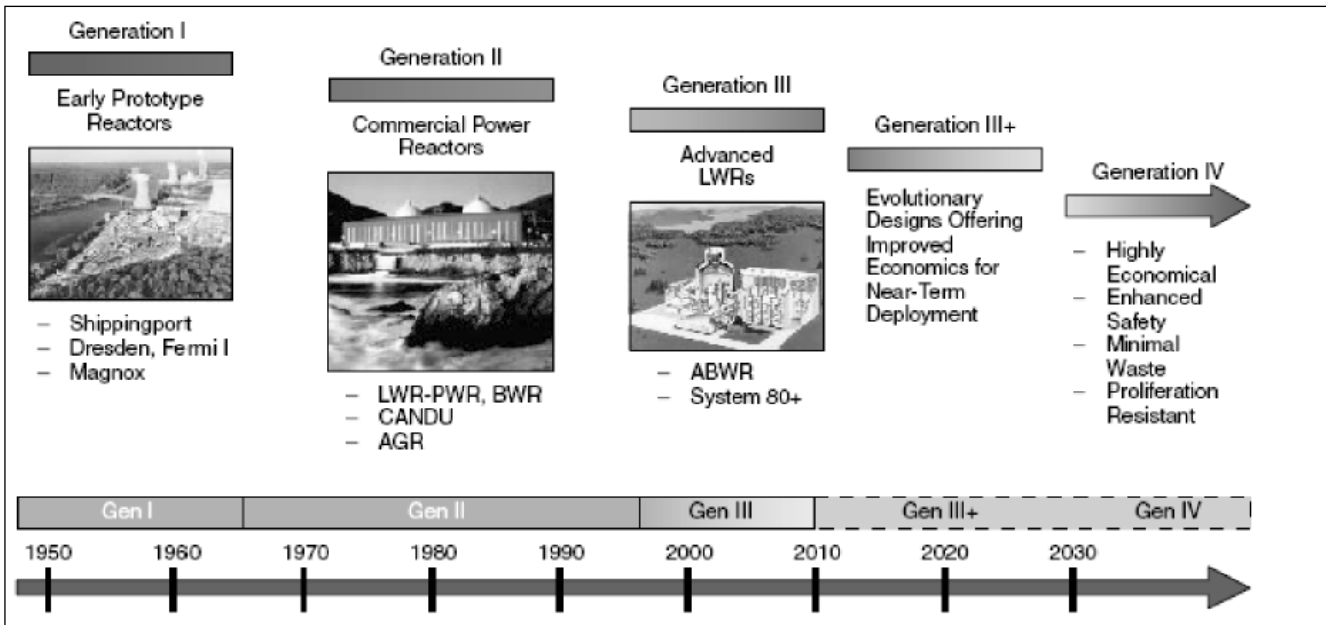 Generation I
Early Prototype
Reactors
– Shippingport
– Dresden, Fermi I
– Magnox
Generation II
Commercial Power
Reactors
– LWR-PWR, BWR
– CANDU
– AGR
Generation III
Advanced
LWRs
– ABWR
– System 80+
Generation III+
Evolutionary
Designs Offering
Improved
Economics for
Near-Term
Deployment
Generation IV
– Highly
Economical
– Enhanced
Safety
– Minimal
Waste
– Proliferation
Resistant
Gen I Gen II Gen III Gen III+ Gen IV
1950 1960 1970 1980 1990 2000 2010 2020 2030